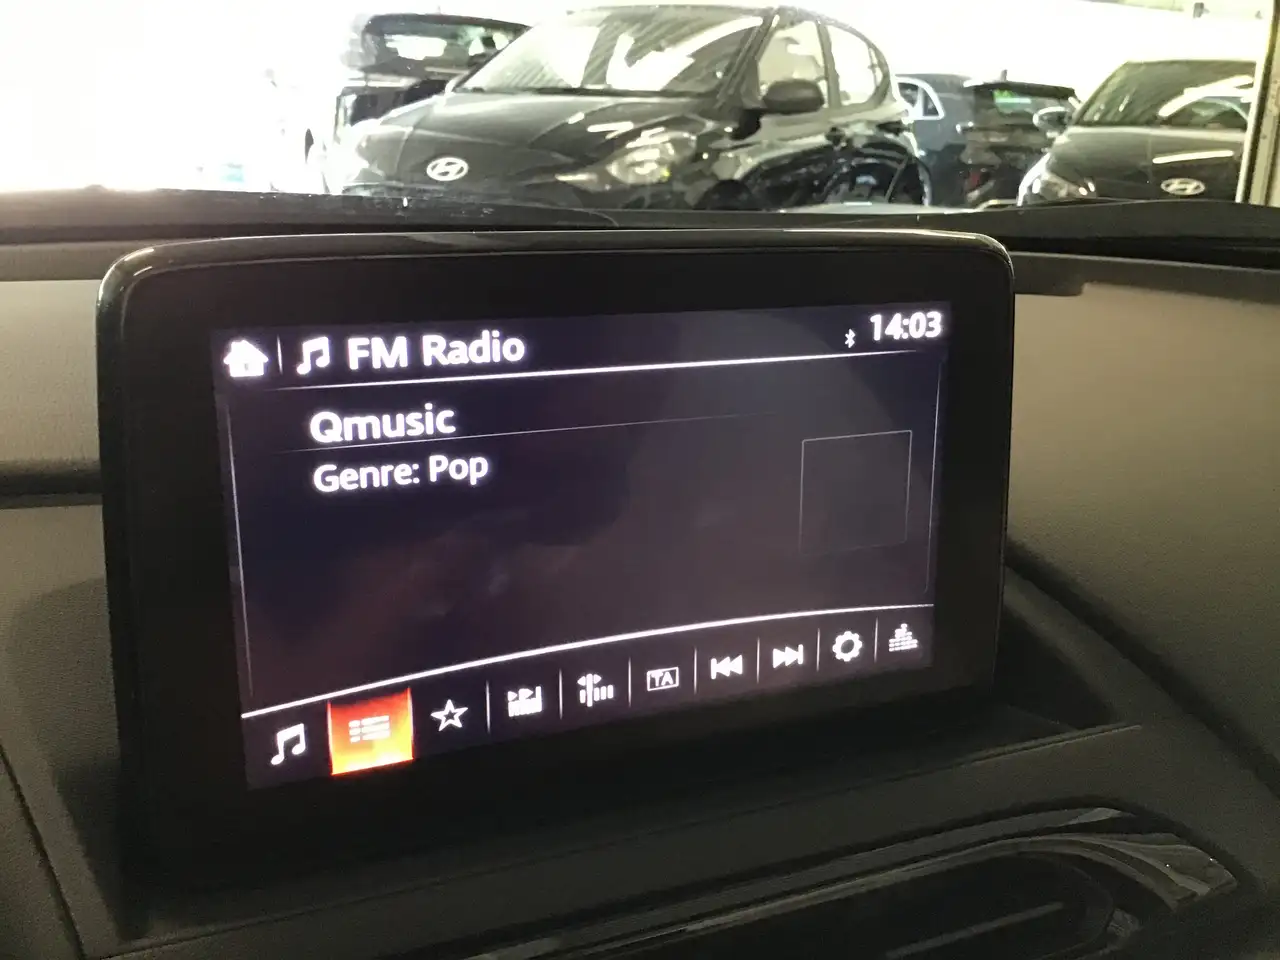 FM Radio
14:03
Qmusic
Genre: Pop
TA